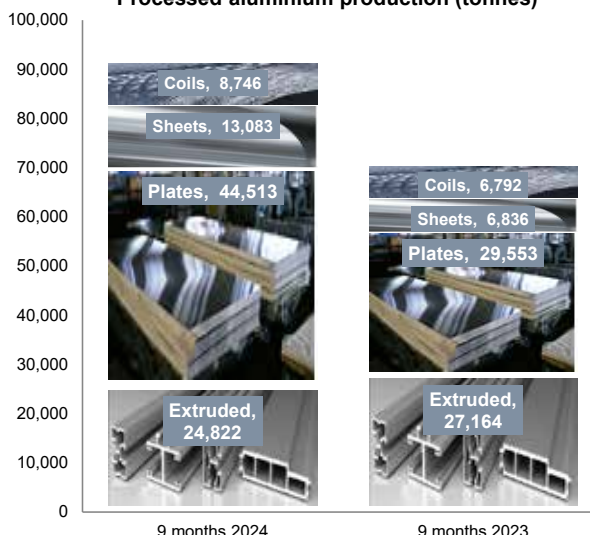 Processed aluminium production (tonnes)
100,000
90,000
80,000
70,000
60,000
50,000
40,000
30,000
20,000
10,000
0
Coils, 8,746
Sheets, 13,083
Plates, 44,513
Extruded,
24,822
Coils, 6,792
Sheets, 6,836
Plates, 29,553
Extruded,
27,164
9 months 2024
9 months 2023